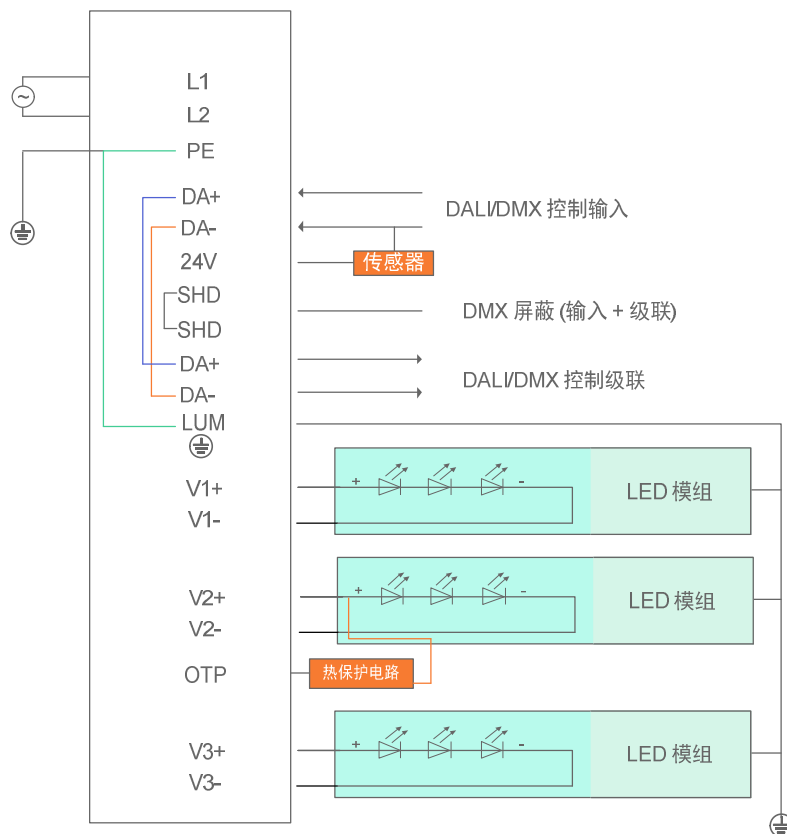 L1
L2
~
PE
DA+
DALI/DMX 控制输入
DA-
24V
传感器
SHD
DMX 屏蔽 (输入 + 级联)
SHD
DA+
DALI/DMX 控制级联
DA-
LUM
V1+
+ -
LED 模组
V1-
V2+
+ -
LED 模组
V2-
OTP
热保护电路
V3+
+ -
LED 模组
V3-